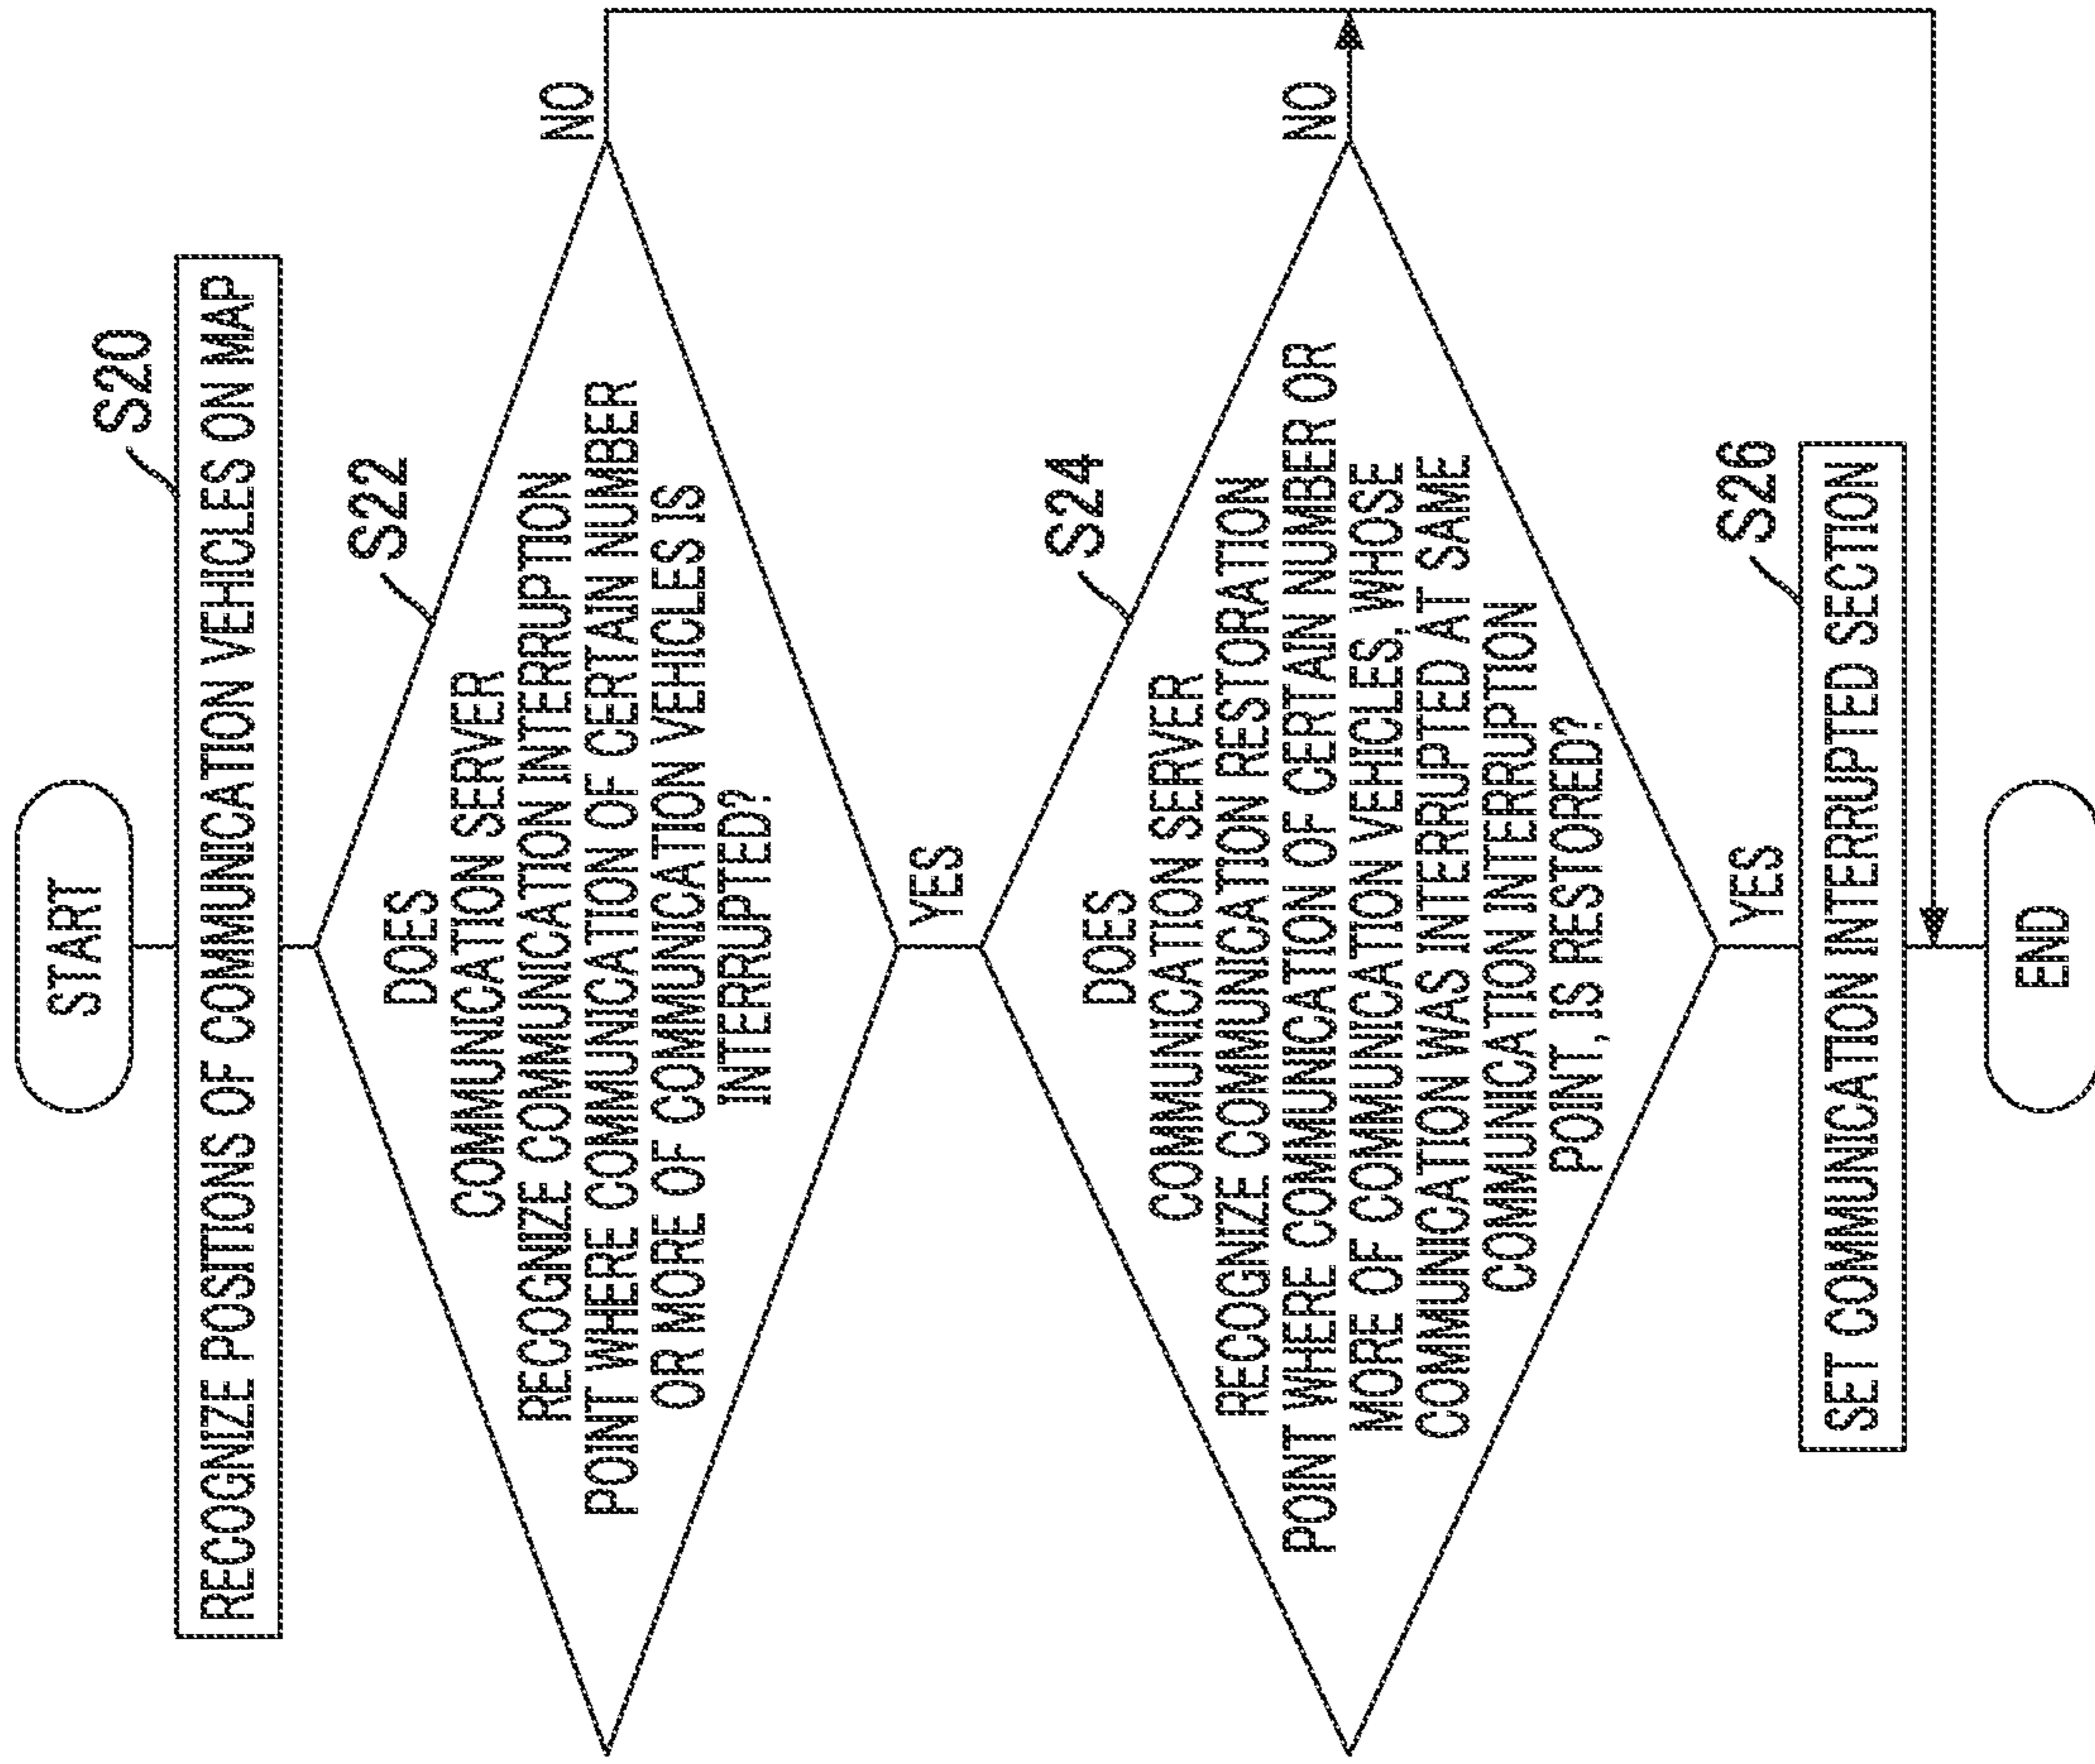 START
S20
RECOGNIZE POSITIONS OF COMMUNICATION VEHICLES ON MAP
S22
DOES
COMMUNICATION SERVER
RECOGNIZE COMMUNICATION INTERRUPTION
POINT WHERE COMMUNICATION OF CERTAIN NUMBER
OR MORE OF COMMUNICATION VEHICLES IS
INTERRUPTED?
NO
YES
S24
DOES
COMMUNICATION SERVER
RECOGNIZE COMMUNICATION RESTORATION
POINT WHERE COMMUNICATION OF CERTAIN NUMBER OR
MORE OF COMMUNICATION VEHICLES, WHOSE
COMMUNICATION WAS INTERRUPTED AT SAME
COMMUNICATION INTERRUPTION
POINT, IS RESTORED?
NO
YES
S26
SET COMMUNICATION INTERRUPTED SECTION
END